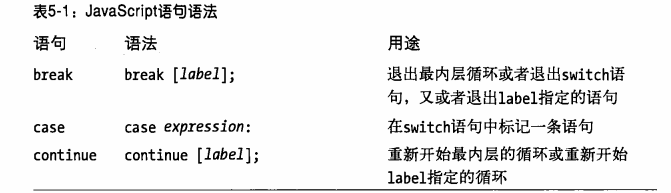 表5-1：JavaScript语句语法
语句 语法 用途
break break [label]; 退出最内层循环或者退出switch语
句，又或者退出label指定的语句
case case expression: 在switch语句中标记一条语句
continue continue [label]; 重新开始最内层的循环或重新开始
label指定的循环